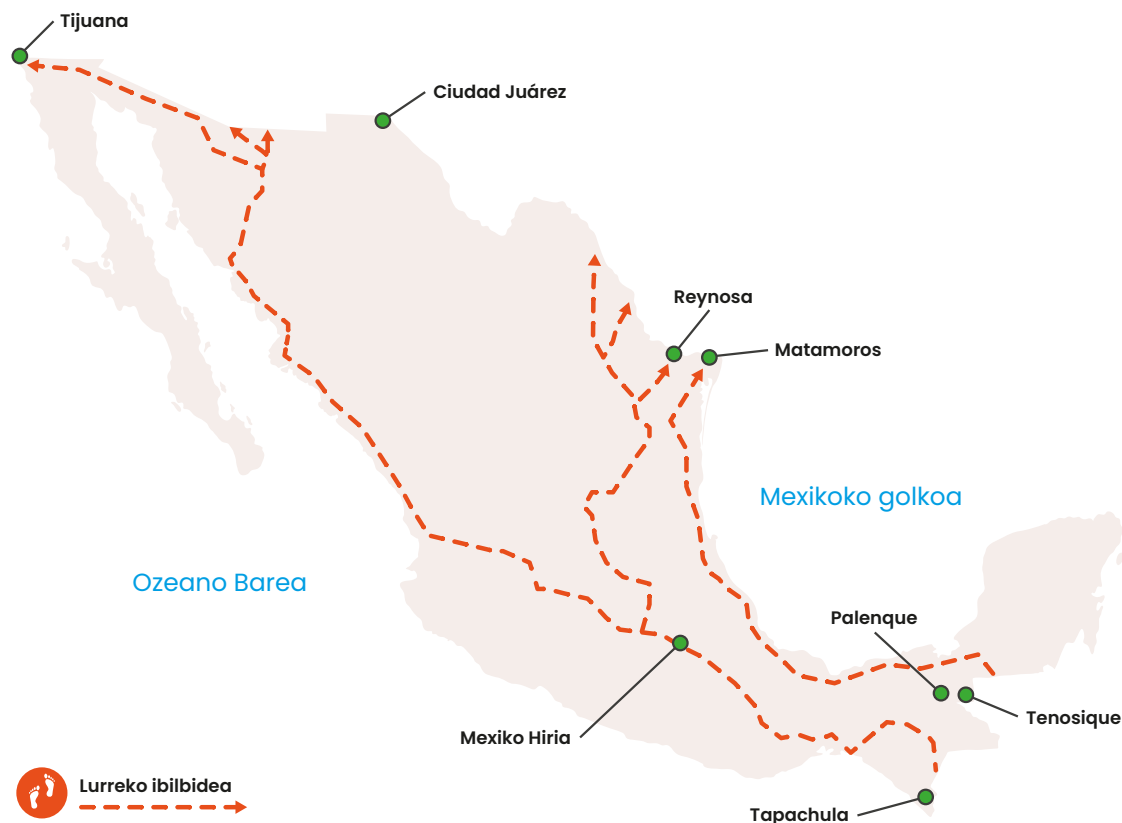 Tijuana
Ciudad Juárez
Reynosa
Matamoros
Mexikoko golkoa
Ozeano Barea
Palenque
Tenosique
Mexiko Hiria
Lurreko ibilbidea
Tapachula